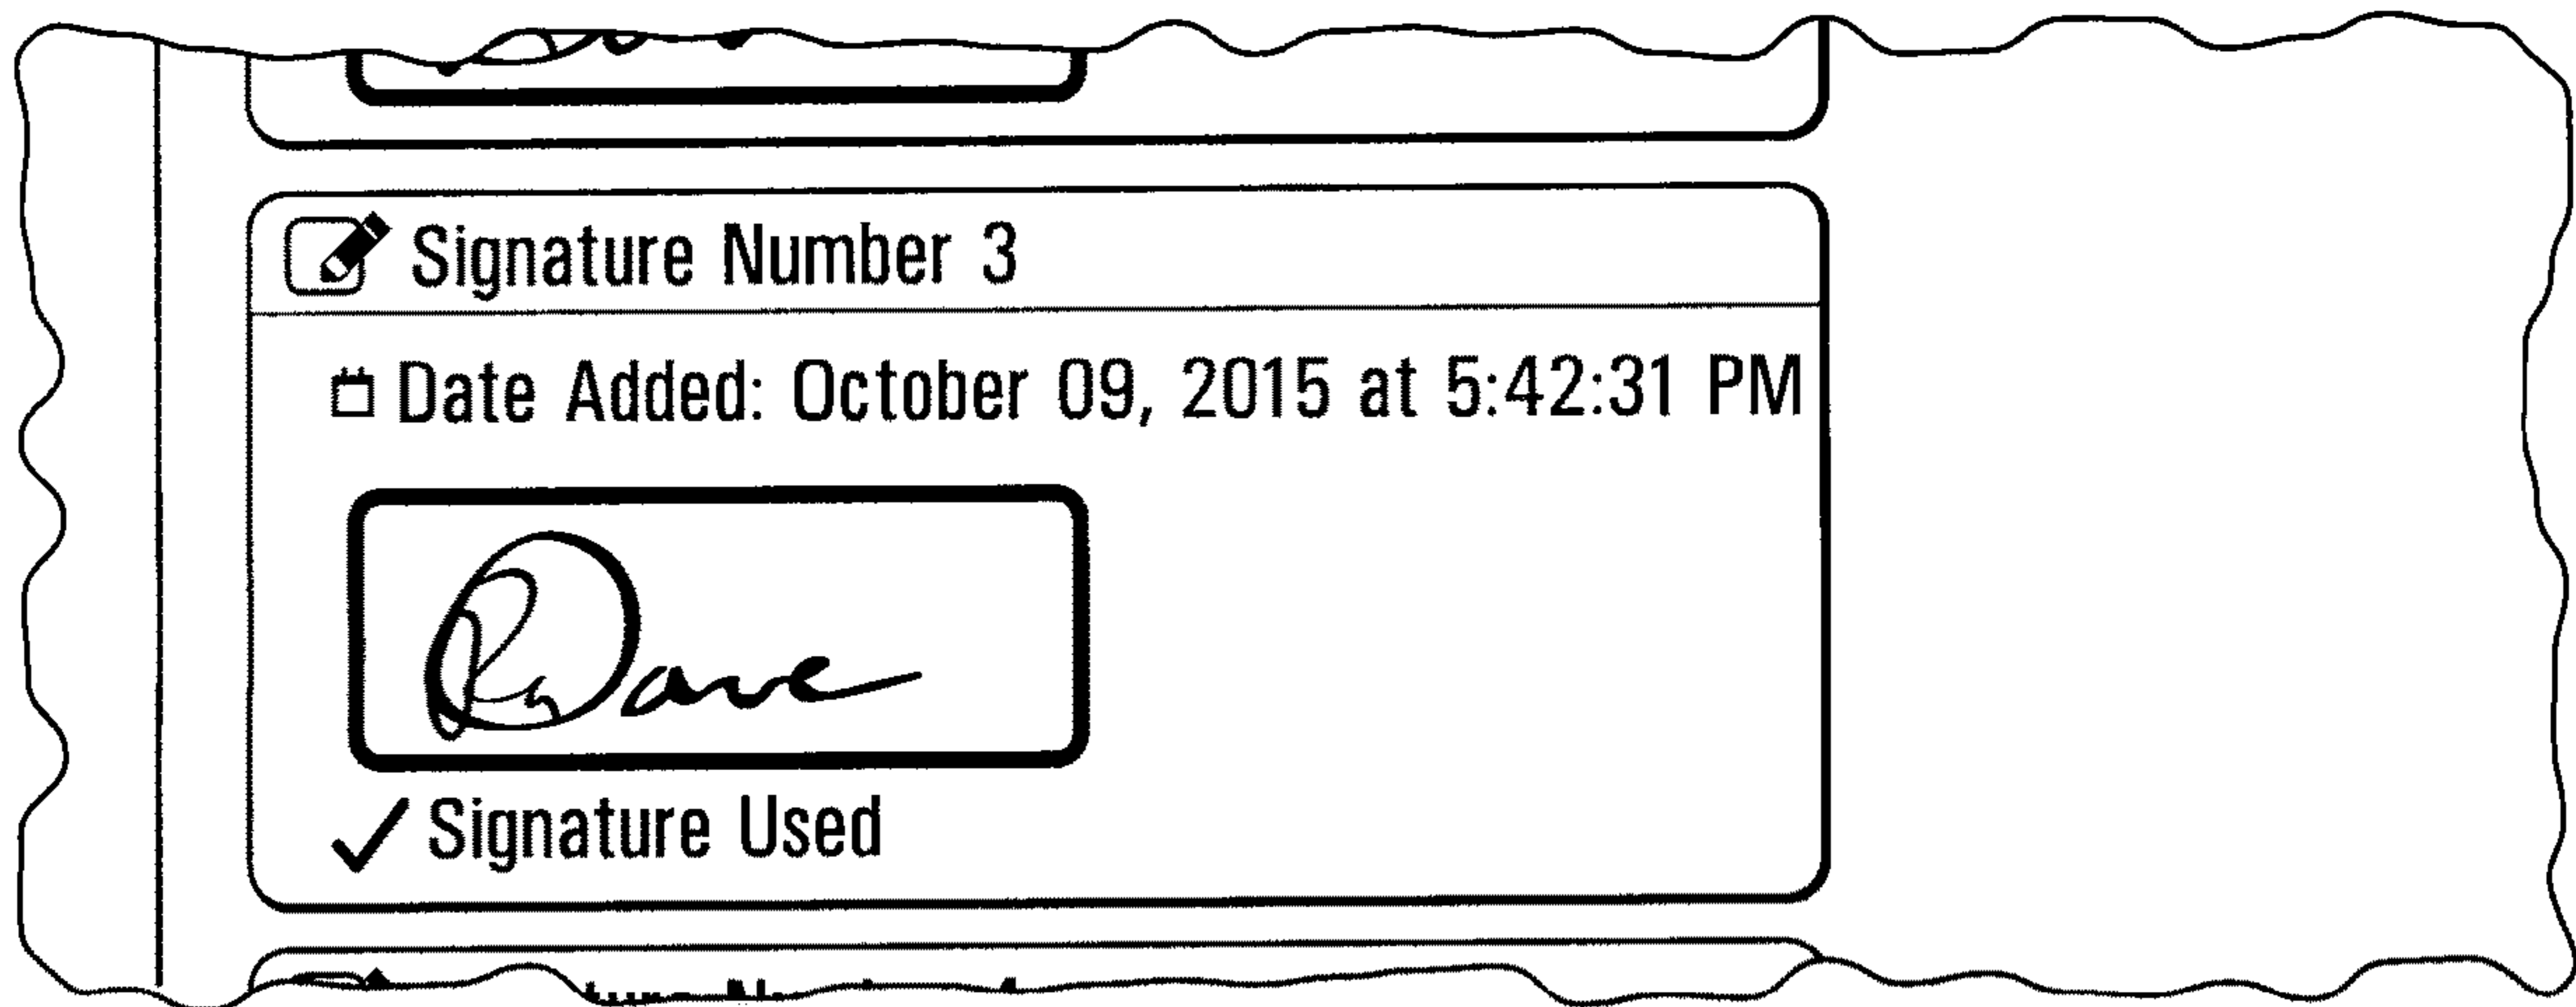 Signature Number 3
Date Added: October 09, 2015 at 5:42:31 PM
Dave
✓ Signature Used